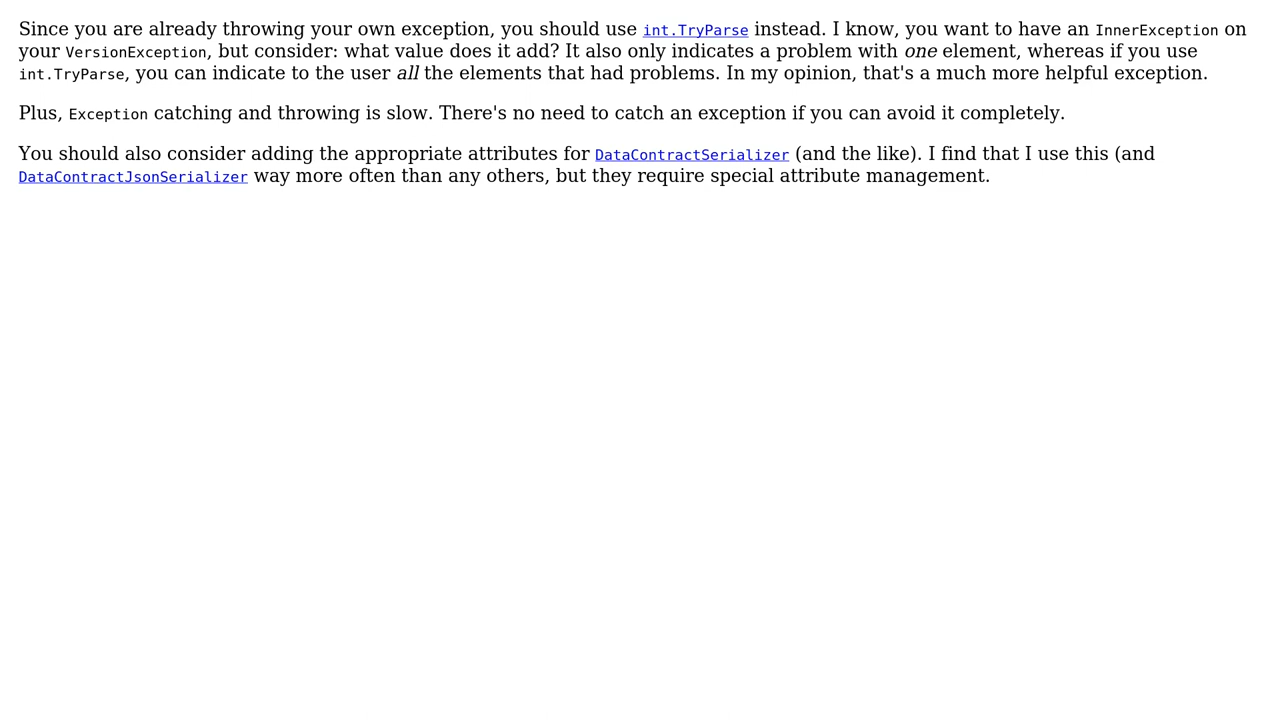 Since you are already throwing your own exception, you should use int.TryParse instead. I know, you want to have an InnerException on
your VersionException, but consider: what value does it add? It also only indicates a problem with one element, whereas if you use
int.TryParse, you can indicate to the user all the elements that had problems. In my opinion, that's a much more helpful exception.
Plus, Exception catching and throwing is slow. There's no need to catch an exception if you can avoid it completely.
You should also consider adding the appropriate attributes for DataContractSerializer (and the like). I find that I use this (and
DataContractJsonSerializer way more often than any others, but they require special attribute management.